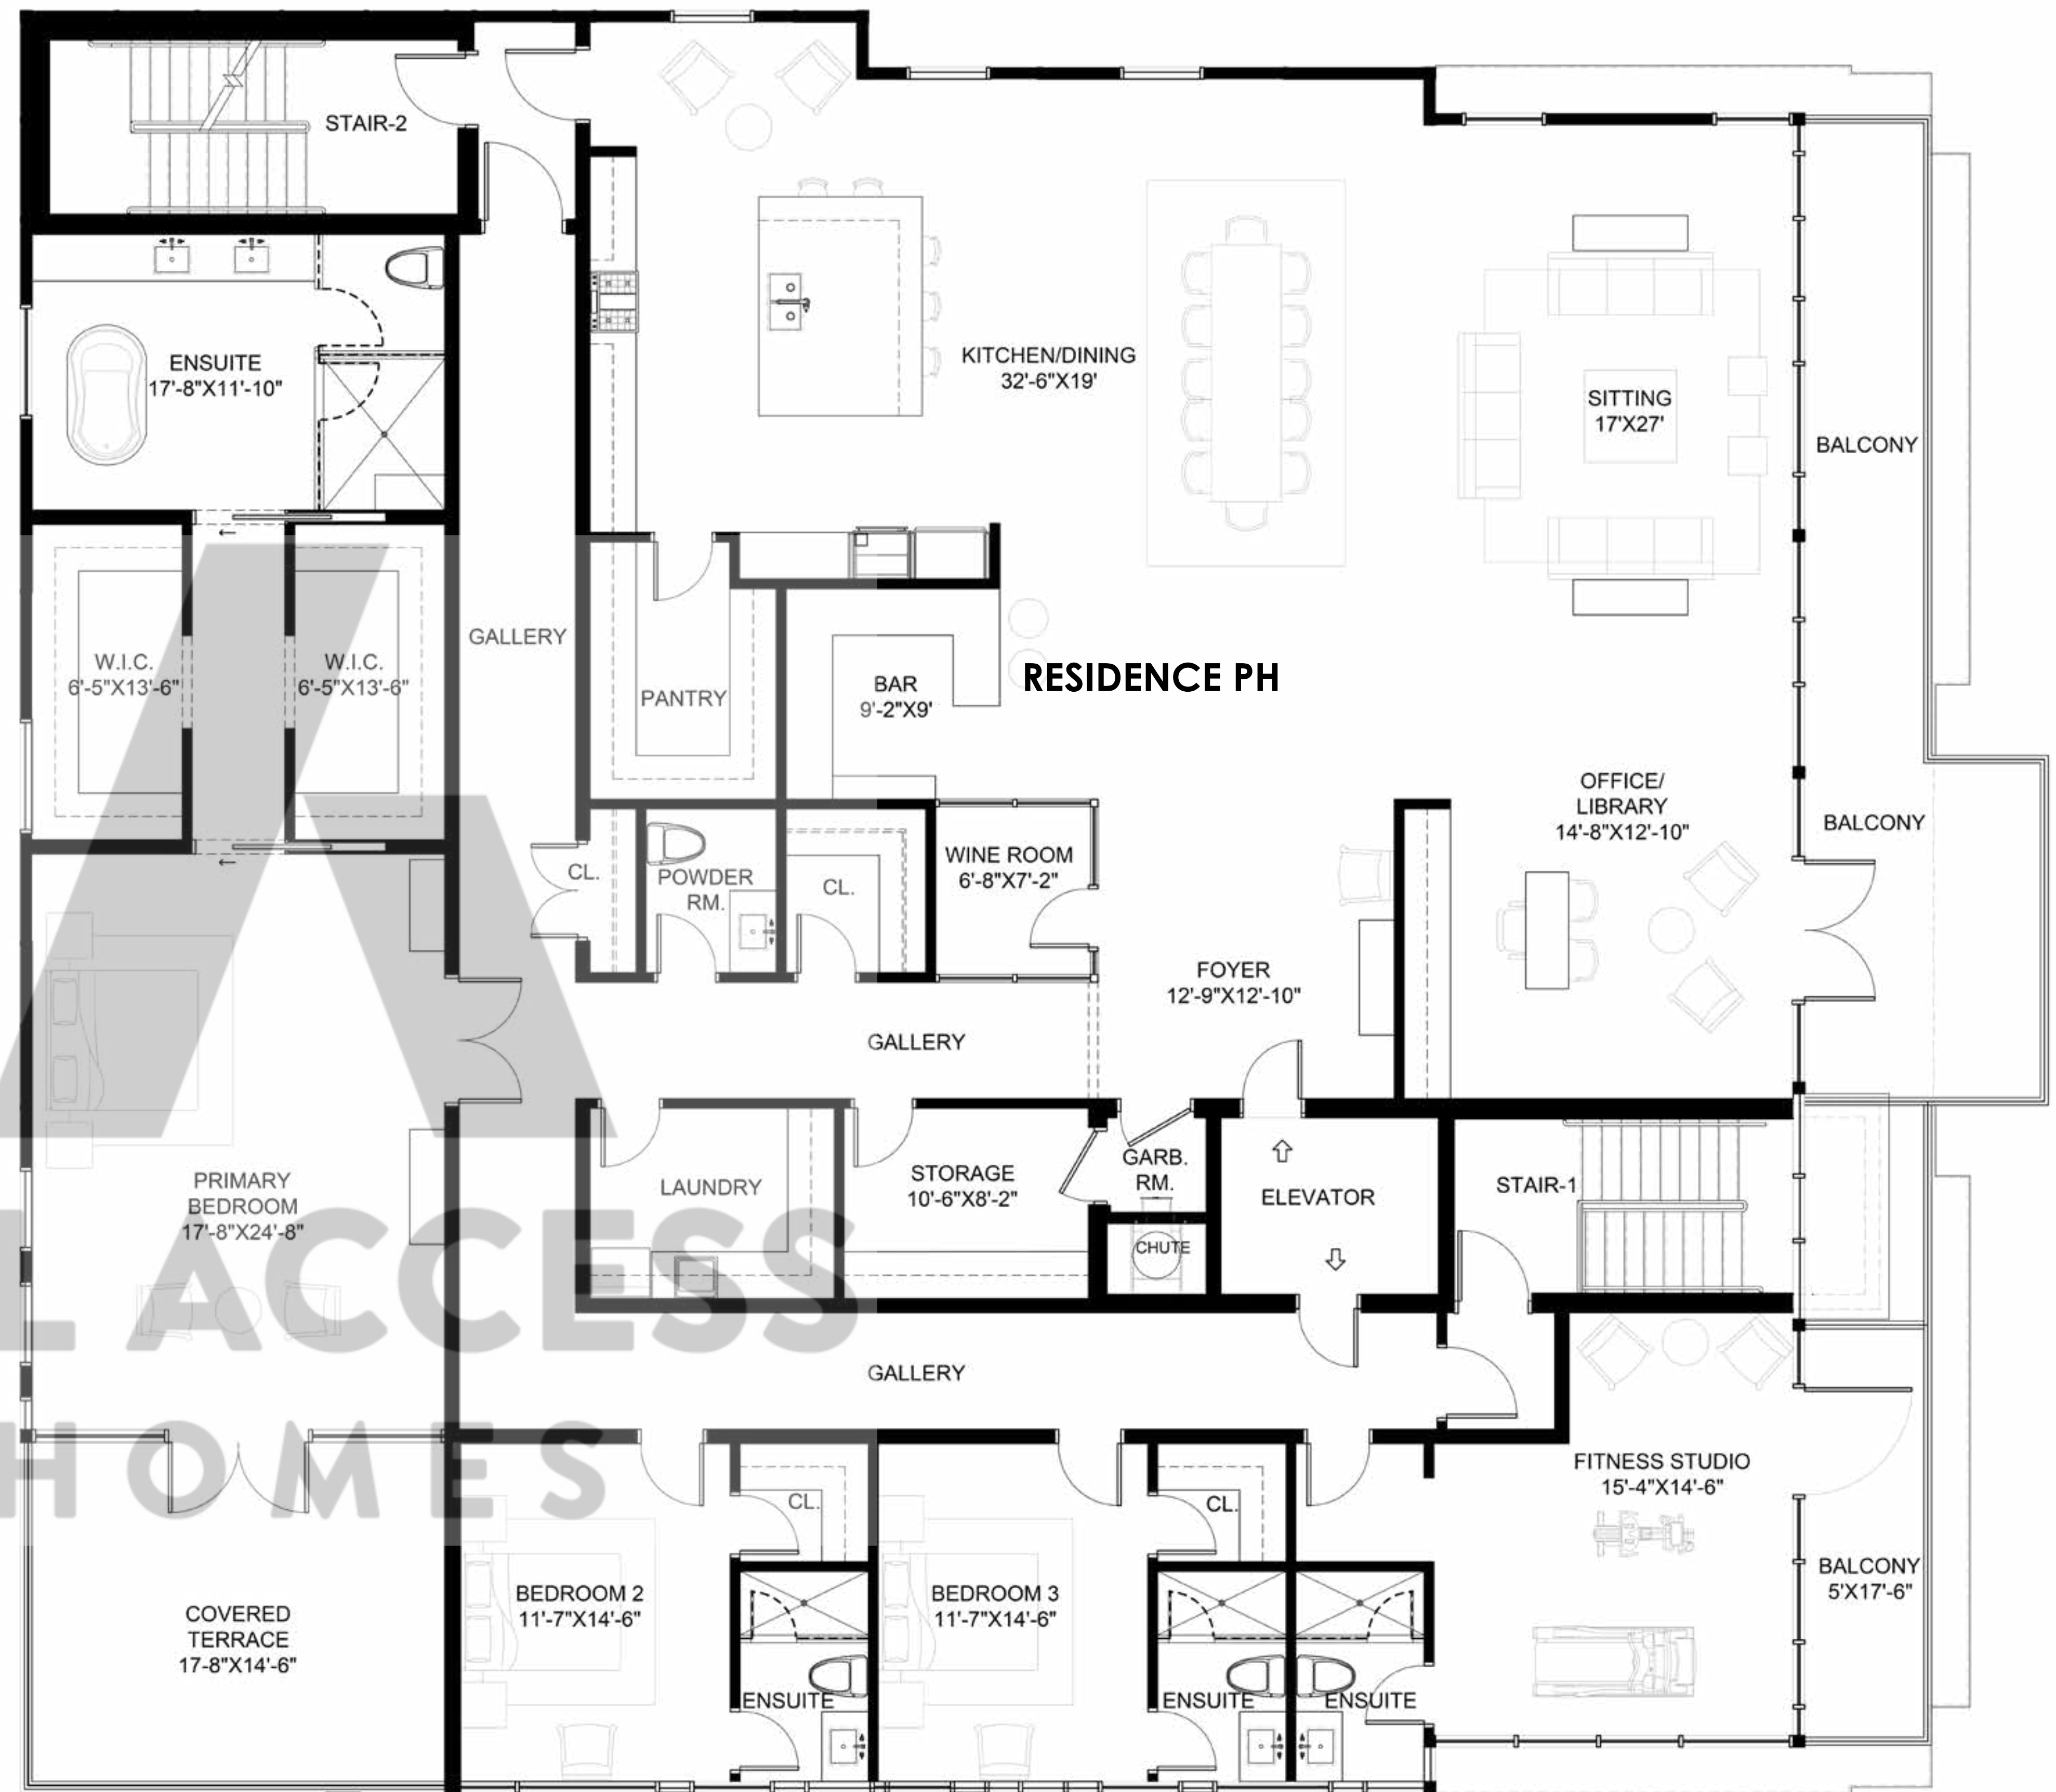 STAIR-2
ENSUITE
17'-8"X11'-10"
KITCHEN/DINING
32'-6"X19'
SITTING
17'X27'
BALCONY
GALLERY
W.I.C.
6'-5"X13'-6"
W.I.C.
6'-5"X13'-6"
PANTRY
BAR
9'-2"X9'
RESIDENCE PH
OFFICE/
LIBRARY
14'-8"X12'-10"
BALCONY
CL.
POWDER
RM.
CL.
WINE ROOM
6'-8"X7'-2"
FOYER
12'-9"X12'-10"
GALLERY
PRIMARY
BEDROOM
17'-8"X24'-8"
LAUNDRY
STORAGE
10'-6"X8'-2"
GARB.
RM.
CHUTE
ELEVATOR
STAIR-1
L ACCESS
HOMES
GALLERY
CL.
CL.
FITNESS STUDIO
15'-4"X14'-6"
COVERED
TERRACE
17-8"X14'-6"
BEDROOM 2
11'-7"X14'-6"
ENSUITE
BEDROOM 3
11'-7"X14'-6"
ENSUITE
ENSUITE
BALCONY
5'X17'-6"